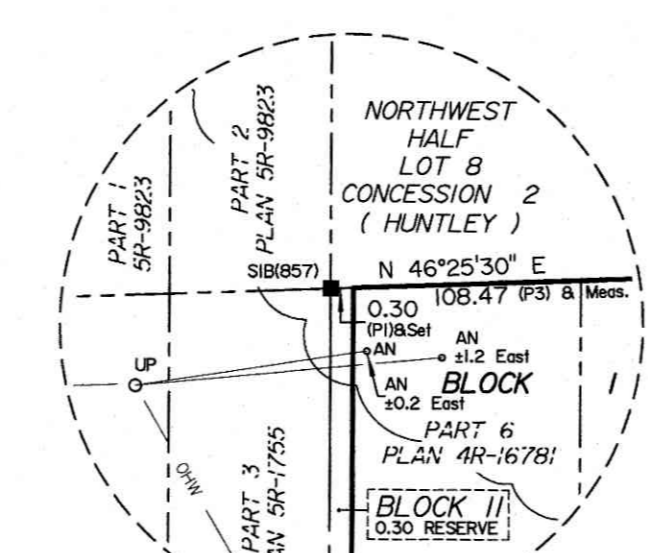 NORTHWEST
HALF
LOT 8
CONCESSION 2
( HUNTLEY )
PART 2
PLAN 5R-9823
PART 1
5R-9823
SIB(857)
N 46°25'30" E
108.47 (P3) & Meas.
0.30
(P1)&Set
AN
AN
±1.2 East
UP
AN
±0.2 East
BLOCK 1
PART 6
PLAN 4R-16781
OHW
PART 3
AN 5R-1755
BLOCK 11
0.30 RESERVE